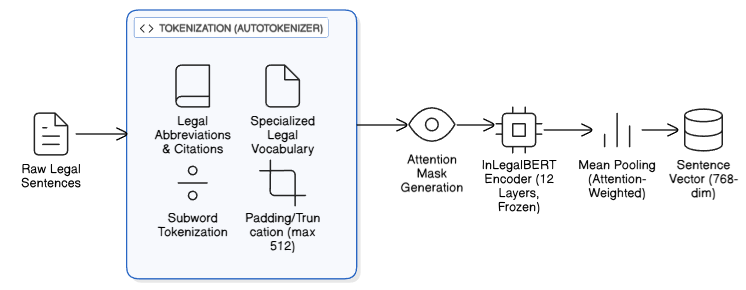 <> TOKENIZATION (AUTOTOKENIZER)
Raw Legal
Sentences
Legal
Abbreviations
& Citations
Specialized
Legal
Vocabulary
Subword
Tokenization
Padding/Trun
cation (max
512)
Attention
Mask
Generation
InLegalBERT
Encoder (12
Layers,
Frozen)
Mean Pooling
(Attention-
Weighted)
Sentence
Vector (768-
dim)